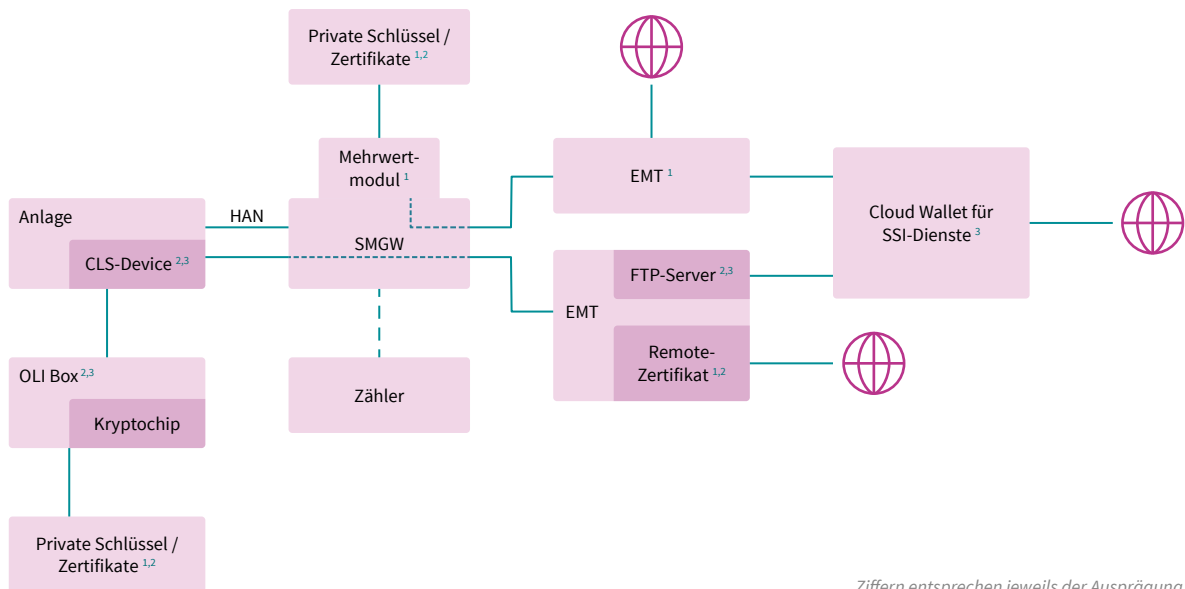 Private Schlüssel /
Zertifikate 1,2
Mehrwert-
modul 1
EMT 1
Cloud Wallet für
SSI-Dienste 3
Anlage
HAN
SMGW
CLS-Device 2,3
FTP-Server 2,3
EMT
Remote-
Zertifikat 1,2
OLI Box 2,3
Kryptochip
Zähler
Private Schlüssel /
Zertifikate 1,2
Ziffern entsprechen jeweils der Ausprägung